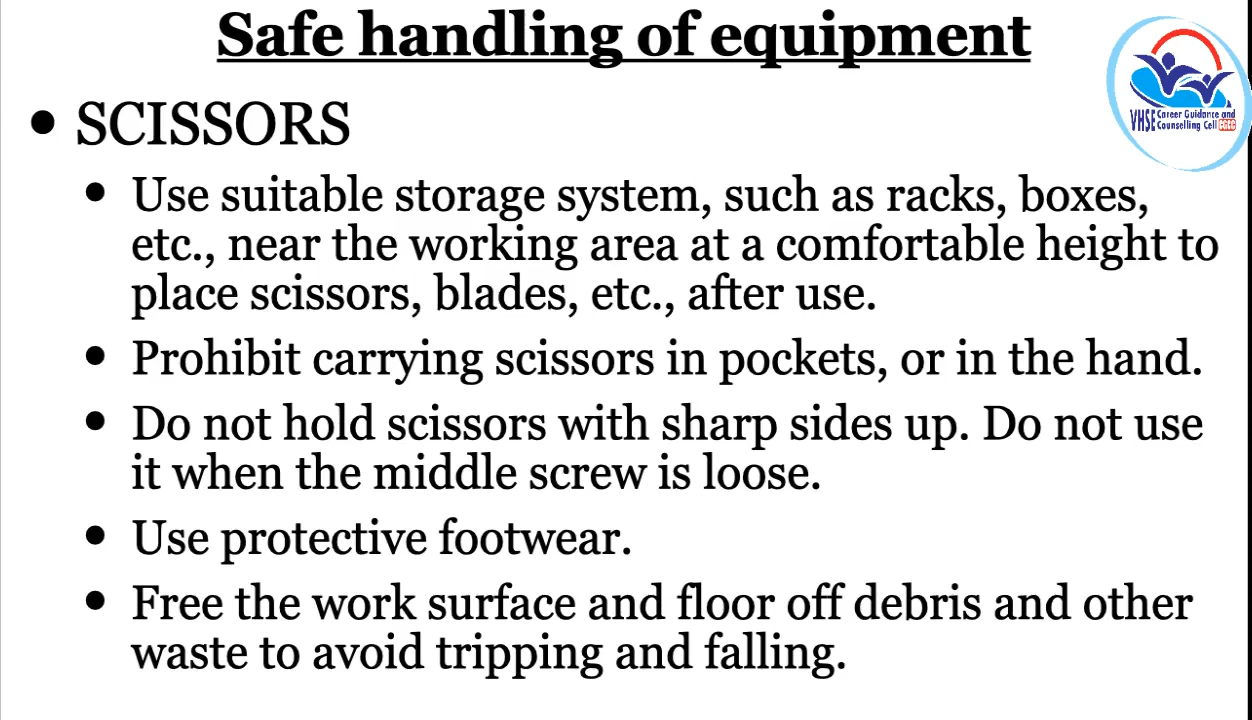 Safe handling of equipment
• SCISSORS
• Use suitable storage system, such as racks, boxes,
etc., near the working area at a comfortable height to
place scissors, blades, etc., after use.
• Prohibit carrying scissors in pockets, or in the hand.
• Do not hold scissors with sharp sides up. Do not use
it when the middle screw is loose.
• Use protective footwear.
• Free the work surface and floor off debris and other
waste to avoid tripping and falling.
VHSE Career Guidance and
Counselling Cell CGCC